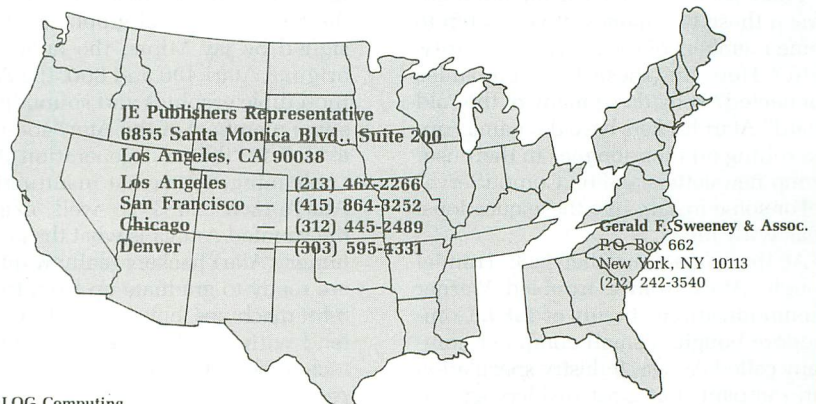 JE Publishers Representative
6855 Santa Monica Blvd., Suite 200
Los Angeles, CA 90038
Los Angeles (213) 467-2266
San Francisco (415) 864-3252
Chicago (312) 445-2489
Denver (303) 595-4331
Gerald F. Sweeney & Assoc.
P.O. Box 662
New York, NY 10113
(212) 242-3540
LOG Computing